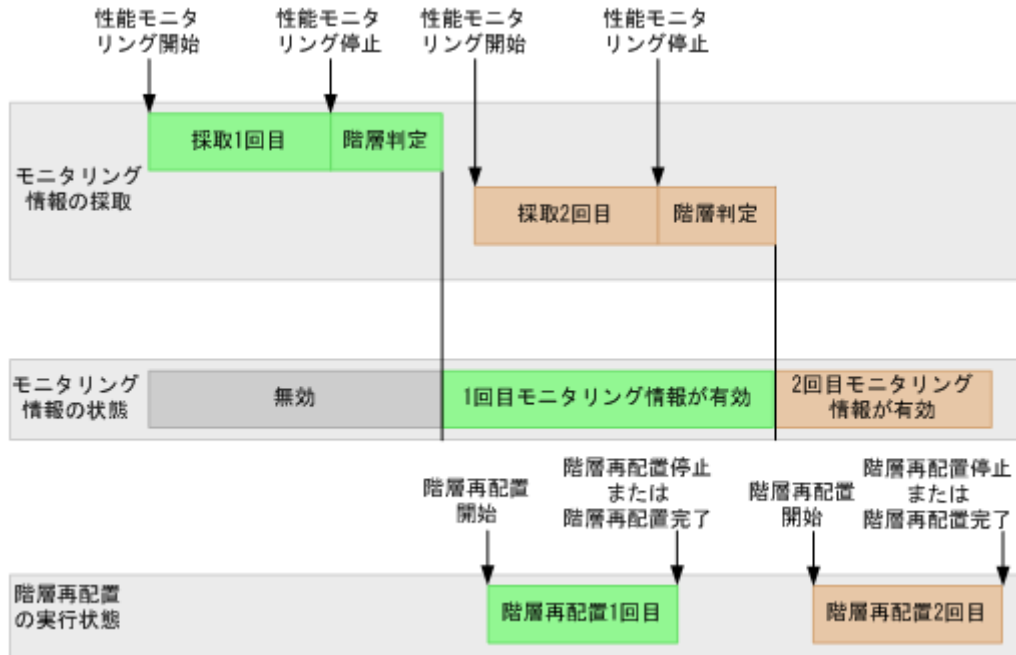 性能モニタ
リング開始
性能モニタ
リング停止
性能モニタ
リング開始
性能モニタ
リング停止
モニタリング
情報の採取
採取1回目
階層判定
採取2回目
階層判定
モニタリング
情報の状態
無効
1回目モニタリング情報が有効
2回目モニタリング
情報が有効
階層再配置
開始
階層再配置停止
または
階層再配置完了
階層再配置
開始
階層再配置停止
または
階層再配置完了
階層再配置
の実行状態
階層再配置1回目
階層再配置2回目